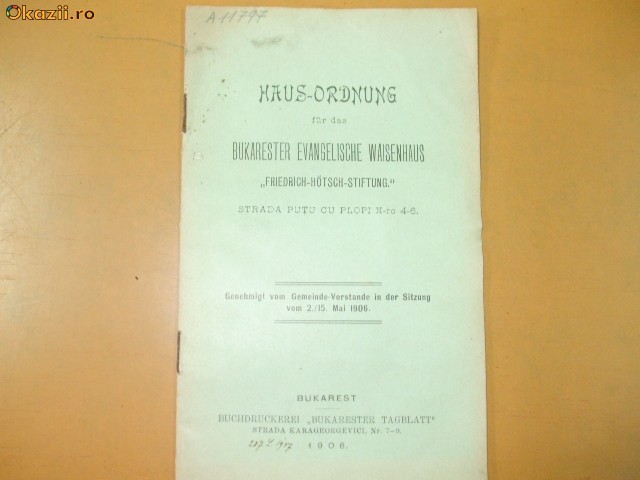 Okazii.ro
A11797
HAUS-ORDNUNG
für das
BUKARESTER EVANGELISCHE WAISENHAUS
„FRIEDRICH-HÖTSCH-STIFTUNG.“
STRADA PUTU CU PLOPI N-ro 4-6.
Genehmigt vom Gemeinde-Vorstande in der Sitzung
vom 2./15. Mai 1906.
BUKAREST
BUCHDRUCKEREI „BUKARESTER TAGBLATT“
STRADA KARAGHORGEVICI, Nr. 7-9.
1906.